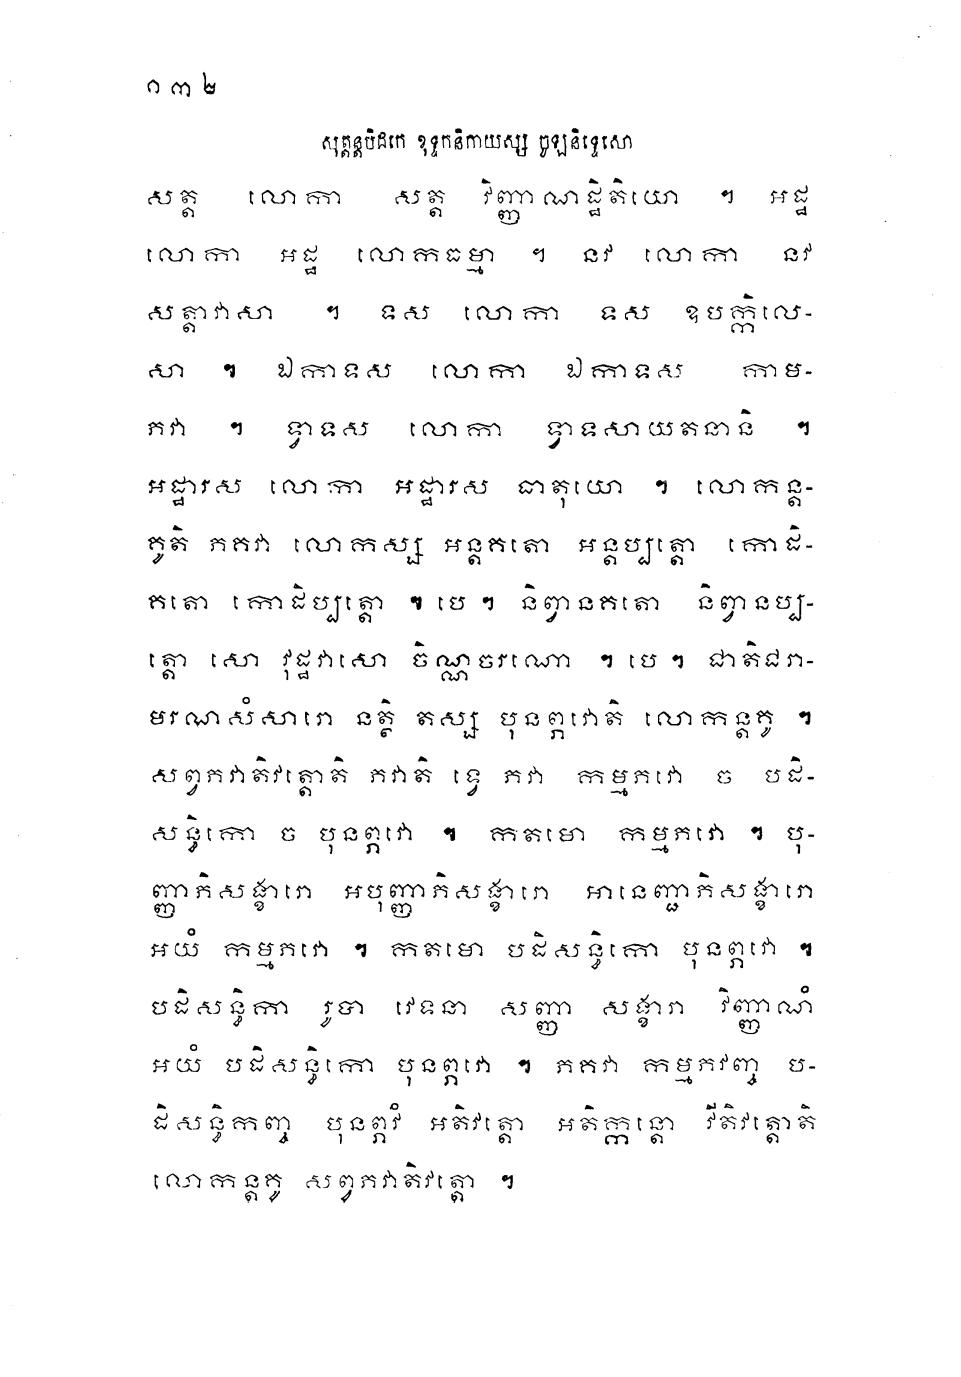 ១៣២
សុត្តន្តបិដកេ ខុទ្ទកនិកាយស្ស ចូឡនិទ្ទេសោ
សត្ត លោកា សត្ត វិញ្ញាណដ្ឋិតិយោ ។ អដ្ឋ
លោកា អដ្ឋ លោកធម្មា ។ នវ លោកា នវ
សត្តាវាសា ។ ទស លោកា ទស ឧបក្កិលេ-
សា ។ ឯកាទស លោកា ឯកាទស កាម-
ភវា ។ ទ្វាទស លោកា ទ្វាទសាយតនានិ ។
អដ្ឋារស លោកា អដ្ឋារស ធាតុយោ ។ លោកន្ត-
គូតិ ភគវា លោកស្ស អន្តគតោ អន្តប្បត្តោ កោដិ-
គតោ កោដិប្បត្តោ ។ បេ ។ និព្វានគតោ និព្វានប្ប-
ត្តោ សោ វុដ្ឋវាសោ ចិណ្ណចរណោ ។ បេ ។ ជាតិជរា-
មរណសំសារោ នត្ថិ តស្ស បុនព្ភវោតិ លោកន្តគូ ។
សព្វភវាតិវត្តោតិ ភវាតិ ទ្វេ ភវា កម្មភវោ ច បដិ-
សន្ធិកោ ច បុនព្ភវោ ។ កតមោ កម្មភវោ ។ បុ-
ញ្ញាភិសង្ខារោ អបុញ្ញាភិសង្ខារោ អានេញ្ជាភិសង្ខារោ
អយំ កម្មភវោ ។ កតមោ បដិសន្ធិកោ បុនព្ភវោ ។
បដិសន្ធិកា រូបា វេទនា សញ្ញា សង្ខារា វិញ្ញាណំ
អយំ បដិសន្ធិកោ បុនព្ភវោ ។ ភគវា កម្មភវញ្ច ប-
ដិសន្ធិកញ្ច បុនព្ភវំ អតិវត្តោ អតិក្កន្តោ វីតិវត្តោតិ
លោកន្តគូ សព្វភវាតិវត្តោ ។